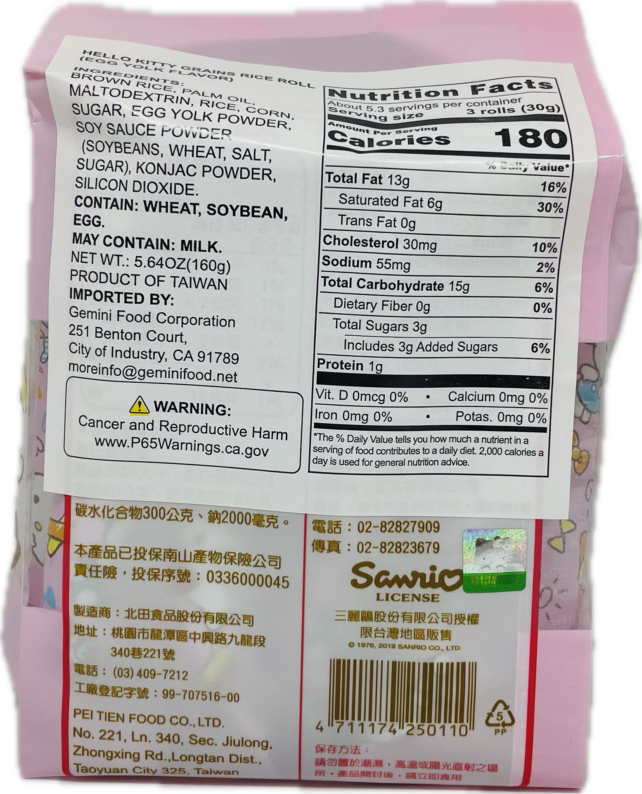 HELLO KITTY GRAINS RICE ROLL
(EGG YOLK FLAVOR)
INGREDIENTS:
BROWN RICE, PALM OIL,
MALTODEXTRIN, RICE, CORN,
SUGAR, EGG YOLK POWDER,
SOY SAUCE POWDER
(SOYBEANS, WHEAT, SALT,
SUGAR), KONJAC POWDER,
SILICON DIOXIDE.
CONTAIN: WHEAT, SOYBEAN,
EGG.
MAY CONTAIN: MILK.
NET WT.: 5.64OZ(160g)
PRODUCT OF TAIWAN
IMPORTED BY:
Gemini Food Corporation
251 Benton Court,
City of Industry, CA 91789
moreinfo@geminifood.net
WARNING:
Cancer and Reproductive Harm
www.P65Warnings.ca.gov
Nutrition Facts
About 5.3 servings per container
Serving size 3 rolls (30g)
Amount Per Serving
Calories 180
% Daily Value*
Total Fat 13g 16%
Saturated Fat 6g 30%
Trans Fat 0g
Cholesterol 30mg 10%
Sodium 55mg 2%
Total Carbohydrate 15g 6%
Dietary Fiber 0g 0%
Total Sugars 3g
Includes 3g Added Sugars 6%
Protein 1g
Vit. D 0mcg 0% • Calcium 0mg 0%
Iron 0mg 0% • Potas. 0mg 0%
*The % Daily Value tells you how much a nutrient in a
serving of food contributes to a daily diet. 2,000 calories a
day is used for general nutrition advice.
碳水化合物300公克、鈉2000毫克。
本產品已投保南山產物保險公司
責任險，投保序號：0336000045
製造商：北田食品股份有限公司
地址：桃園市龍潭區中興路九龍段
340巷221號
電話：(03) 409-7212
工廠登記字號：99-707516-00
PEI TIEN FOOD CO.,LTD.
No. 221, Ln. 340, Sec. Jiulong,
Zhongxing Rd.,Longtan Dist.,
Taoyuan City 325, Taiwan
電話：02-82827909
傳真：02-82823679
Sanrio
LICENSE
三麗鷗股份有限公司授權
限台灣地區販售
© 1976, 2019 SANRIO CO., LTD.
4 711174 250110
5
PP
保存方法：
請勿置於潮濕，高溫或陽光直射之場
所，產品開封後，請立即食用